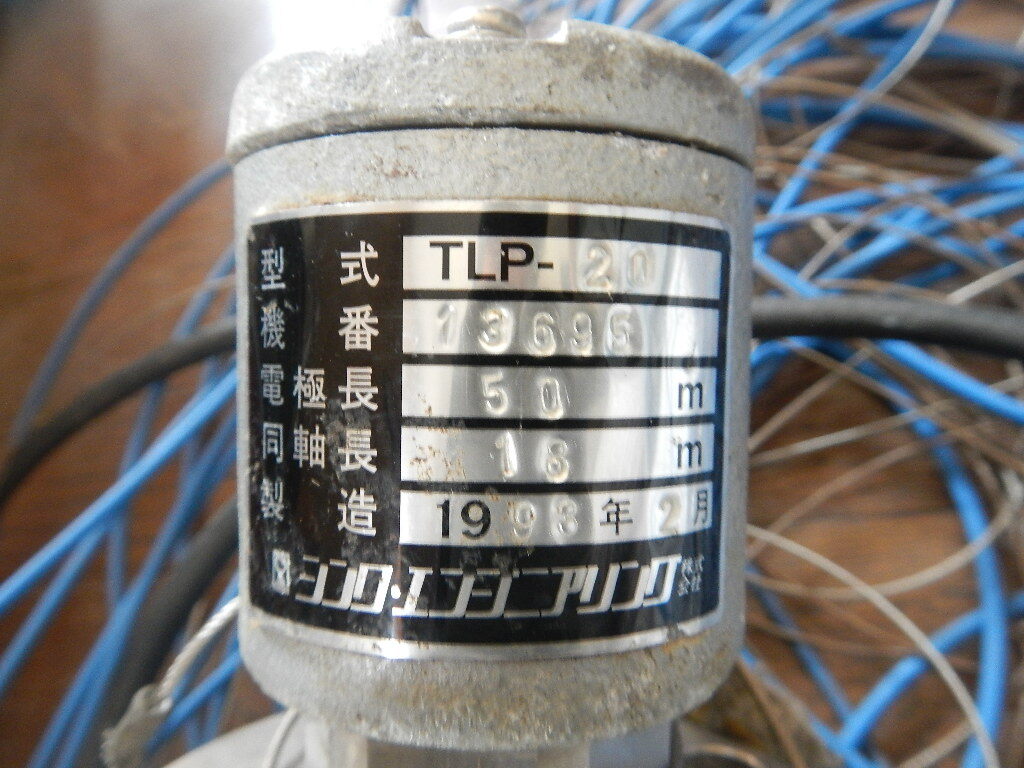 型式 TLP-20
機番 13695
電極長 50 m
同軸長 18 m
製造 1993年2月
シンク・エンジニアリング 株式会社